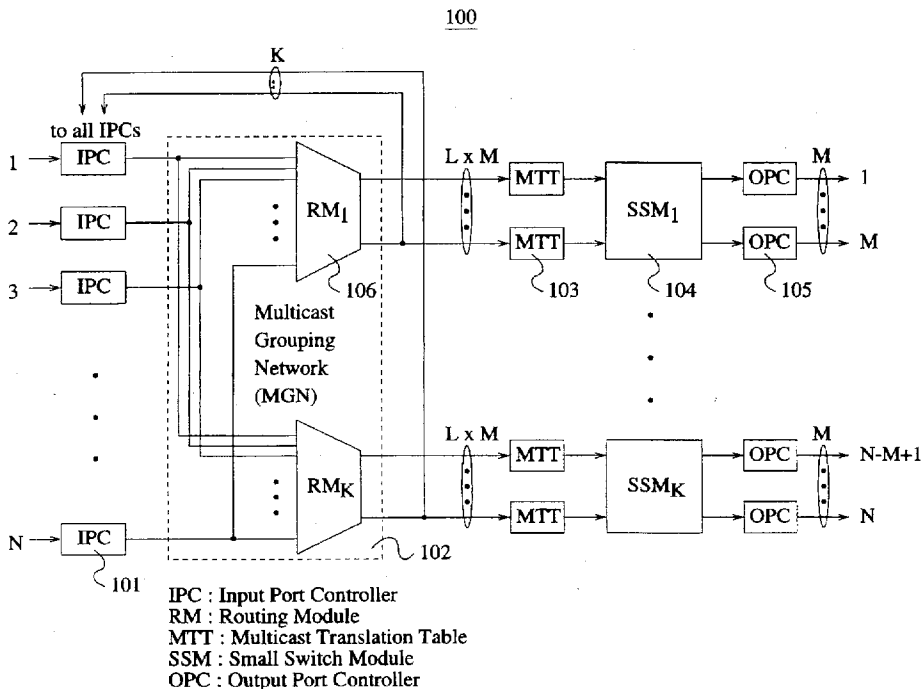 100
K
to all IPCs
1
IPC
2
IPC
3
IPC
N
IPC
101
RM1
106
Multicast
Grouping
Network
(MGN)
RMK
102
L x M
MTT
MTT
103
SSM1
104
OPC
OPC
105
M
1
M
L x M
MTT
MTT
SSMK
OPC
OPC
M
N-M+1
N
IPC : Input Port Controller
RM : Routing Module
MTT : Multicast Translation Table
SSM : Small Switch Module
OPC : Output Port Controller